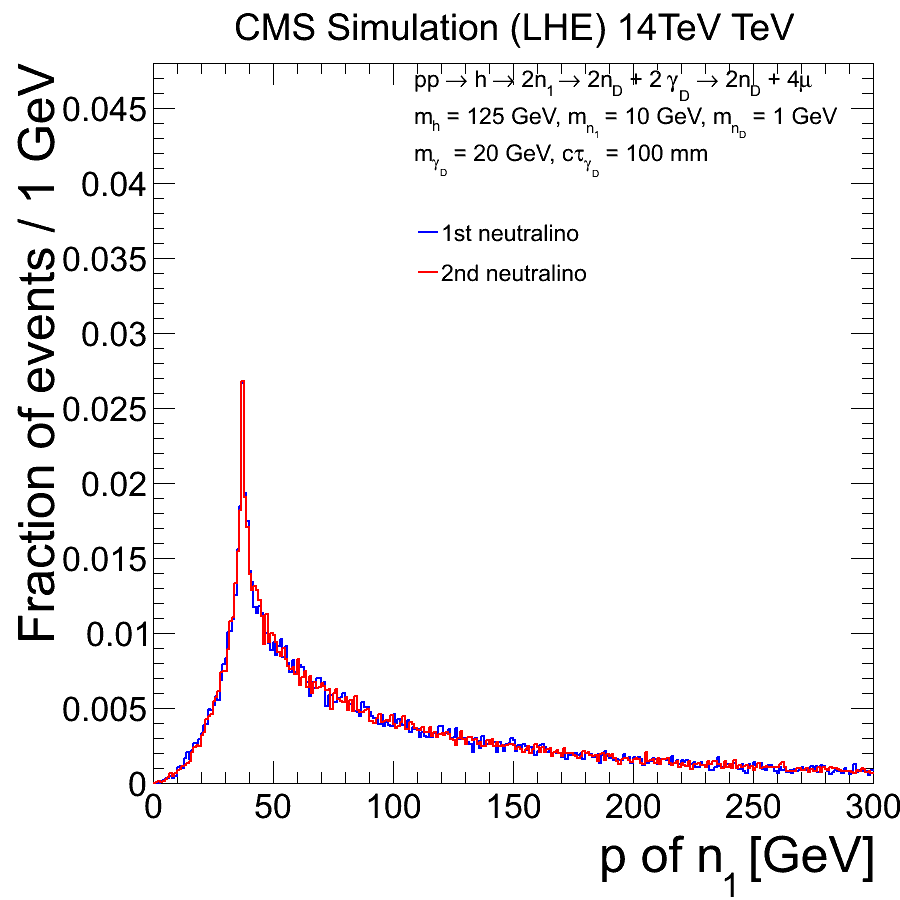 CMS Simulation (LHE) 14TeV TeV
pp → h → 2n1 → 2nD + 2 γD → 2nD + 4μ
mh = 125 GeV, mn1 = 10 GeV, mnD = 1 GeV
mγD = 20 GeV, cτγD = 100 mm
1st neutralino
2nd neutralino
Fraction of events / 1 GeV
0.045
0.04
0.035
0.03
0.025
0.02
0.015
0.01
0.005
0
0 50 100 150 200 250 300
p of n1 [GeV]